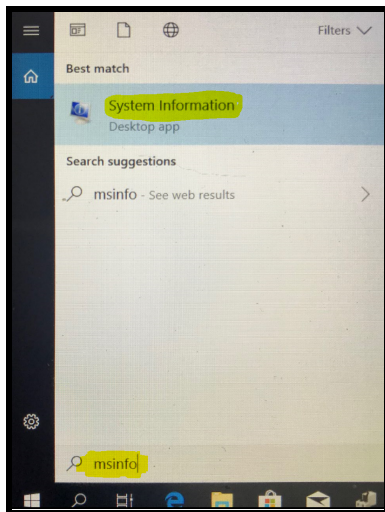 Filters
Best match
System Information
Desktop app
Search suggestions
msinfo - See web results
msinfo